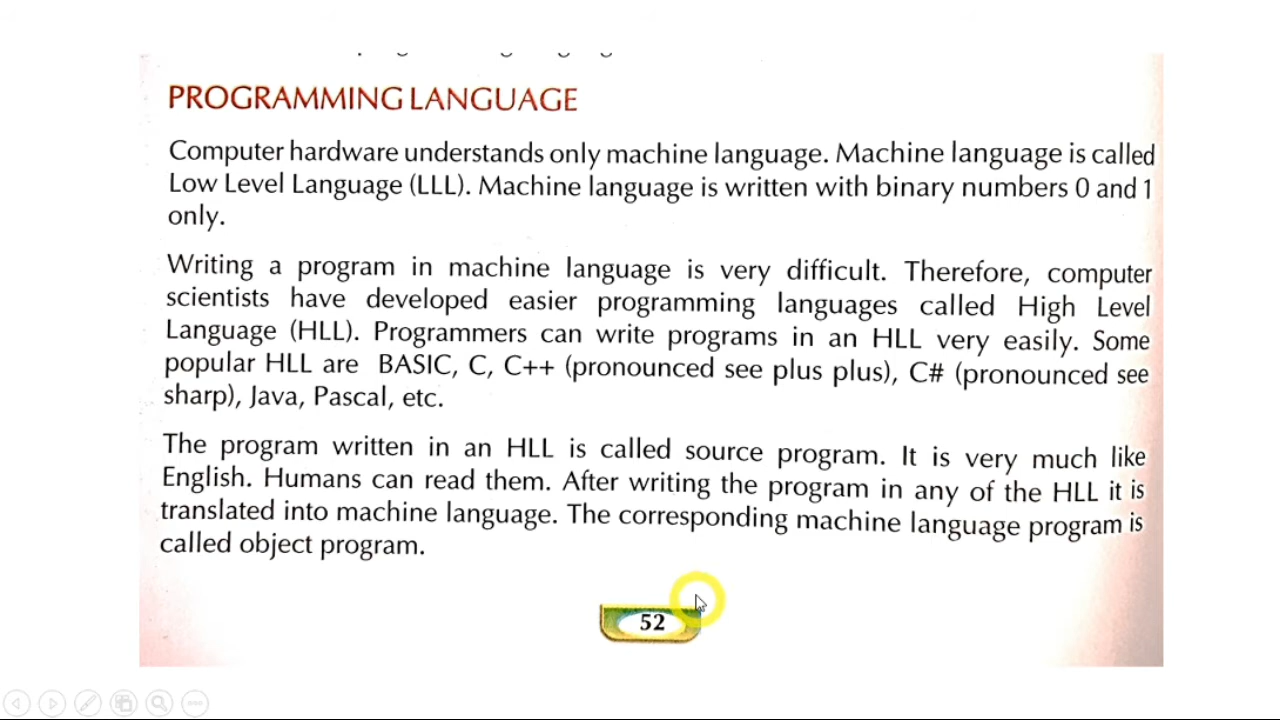 PROGRAMMING LANGUAGE
Computer hardware understands only machine language. Machine language is called
Low Level Language (LLL). Machine language is written with binary numbers 0 and 1
only.
Writing a program in machine language is very difficult. Therefore, computer
scientists have developed easier programming languages called High Level
Language (HLL). Programmers can write programs in an HLL very easily. Some
popular HLL are BASIC, C, C++ (pronounced see plus plus), C# (pronounced see
sharp), Java, Pascal, etc.
The program written in an HLL is called source program. It is very much like
English. Humans can read them. After writing the program in any of the HLL it is
translated into machine language. The corresponding machine language program is
called object program.
52